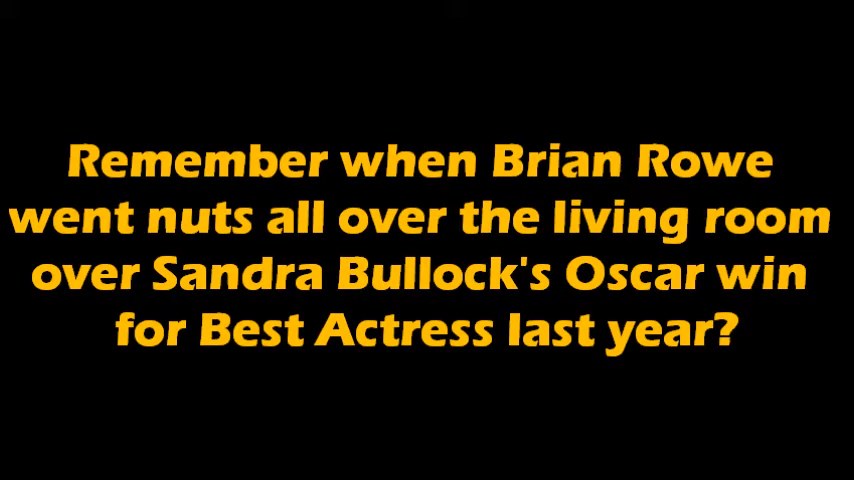 Remember when Brian Rowe
went nuts all over the living room
over Sandra Bullock's Oscar win
for Best Actress last year?